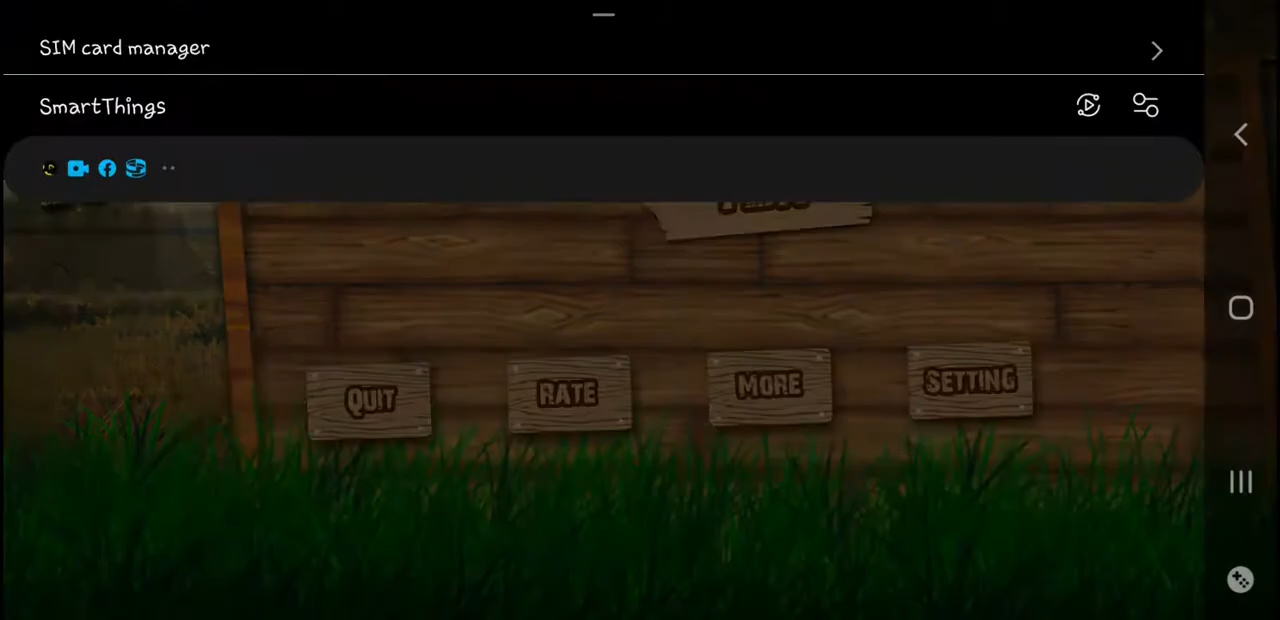 SIM card manager
SmartThings
QUIT
RATE
MORE
SETTING